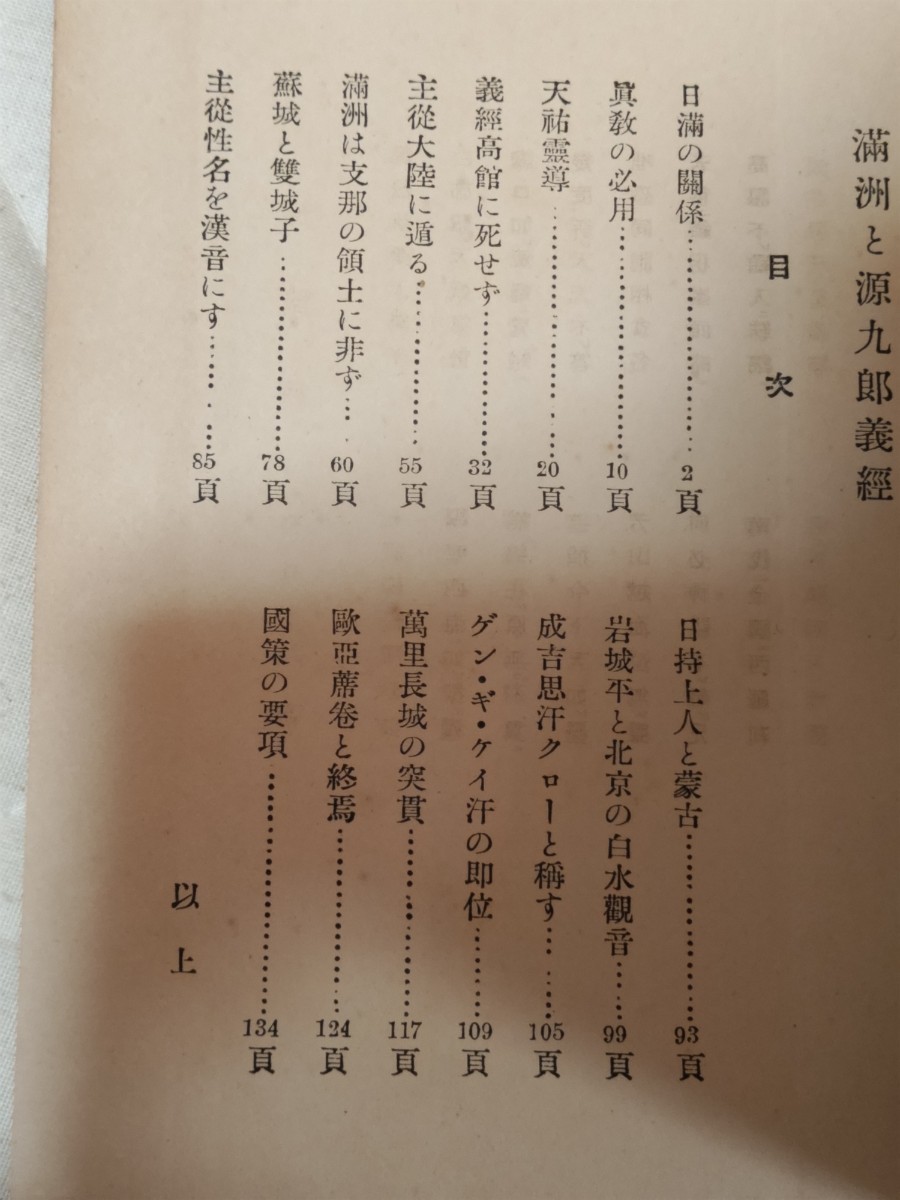 滿洲と源九郎義經
目次
日滿の關係……………………2頁
眞教の必用……………………10頁
天祐靈導……………………20頁
義經高館に死せず……………32頁
主從大陸に遁る………………55頁
滿洲は支那の領土に非ず……60頁
蘇城と雙城子…………………78頁
主從性名を漢音にす…………85頁
日持上人と蒙古………………93頁
岩城平と北京の白水觀音……99頁
成吉思汗クローと稱す………105頁
ゲン・ギ・ケイ汗の即位………109頁
萬里長城の突貫………………117頁
歐亞蓆卷と終焉………………124頁
國策の要項……………………134頁
以上